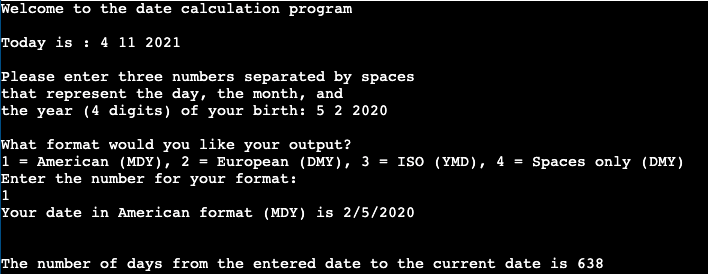 Welcome to the date calculation program
Today is : 4 11 2021
Please enter three numbers separated by spaces
that represent the day, the month, and
the year (4 digits) of your birth: 5 2 2020
What format would you like your output?
1 = American (MDY), 2 = European (DMY), 3 = ISO (YMD), 4 = Spaces only (DMY)
Enter the number for your format:
1
Your date in American format (MDY) is 2/5/2020
The number of days from the entered date to the current date is 638